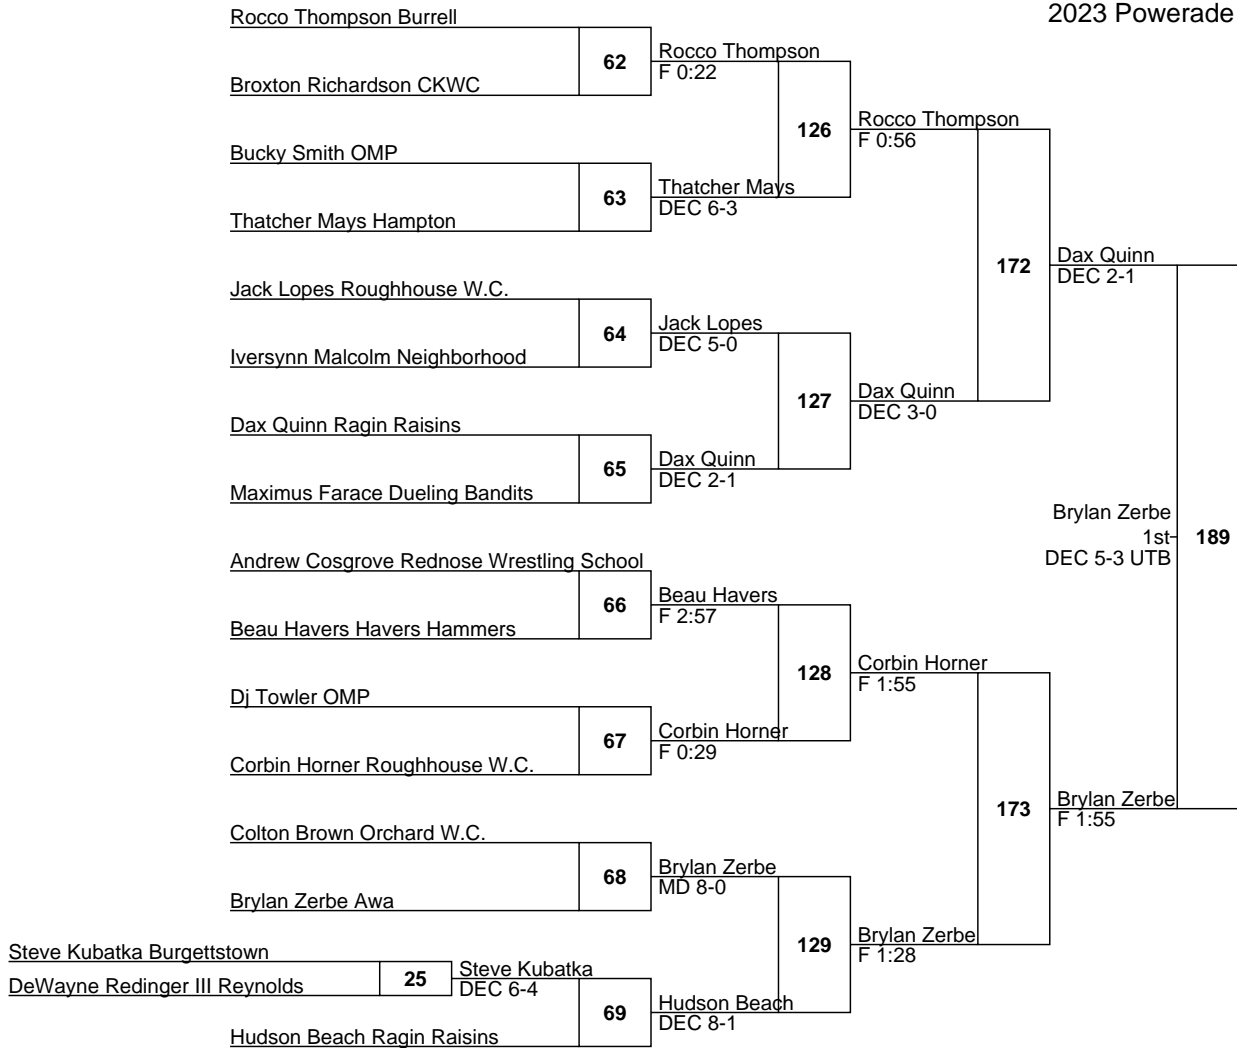 2023 Powerade
Rocco Thompson Burrell
62
Rocco Thompson
F 0:22
Broxton Richardson CKWC
126
Rocco Thompson
F 0:56
Bucky Smith OMP
63
Thatcher Mays
DEC 6-3
Thatcher Mays Hampton
172
Dax Quinn
DEC 2-1
Jack Lopes Roughhouse W.C.
64
Jack Lopes
DEC 5-0
Iversynn Malcolm Neighborhood
127
Dax Quinn
DEC 3-0
Dax Quinn Ragin Raisins
65
Dax Quinn
DEC 2-1
Maximus Farace Dueling Bandits
Brylan Zerbe
1st
DEC 5-3 UTB
189
Andrew Cosgrove Rednose Wrestling School
66
Beau Havers
F 2:57
Beau Havers Havers Hammers
128
Corbin Horner
F 1:55
Dj Towler OMP
67
Corbin Horner
F 0:29
Corbin Horner Roughhouse W.C.
173
Brylan Zerbe
F 1:55
Colton Brown Orchard W.C.
68
Brylan Zerbe
MD 8-0
Brylan Zerbe Awa
129
Brylan Zerbe
F 1:28
Steve Kubatka Burgettstown
25
Steve Kubatka
DEC 6-4
DeWayne Redinger III Reynolds
69
Hudson Beach
DEC 8-1
Hudson Beach Ragin Raisins